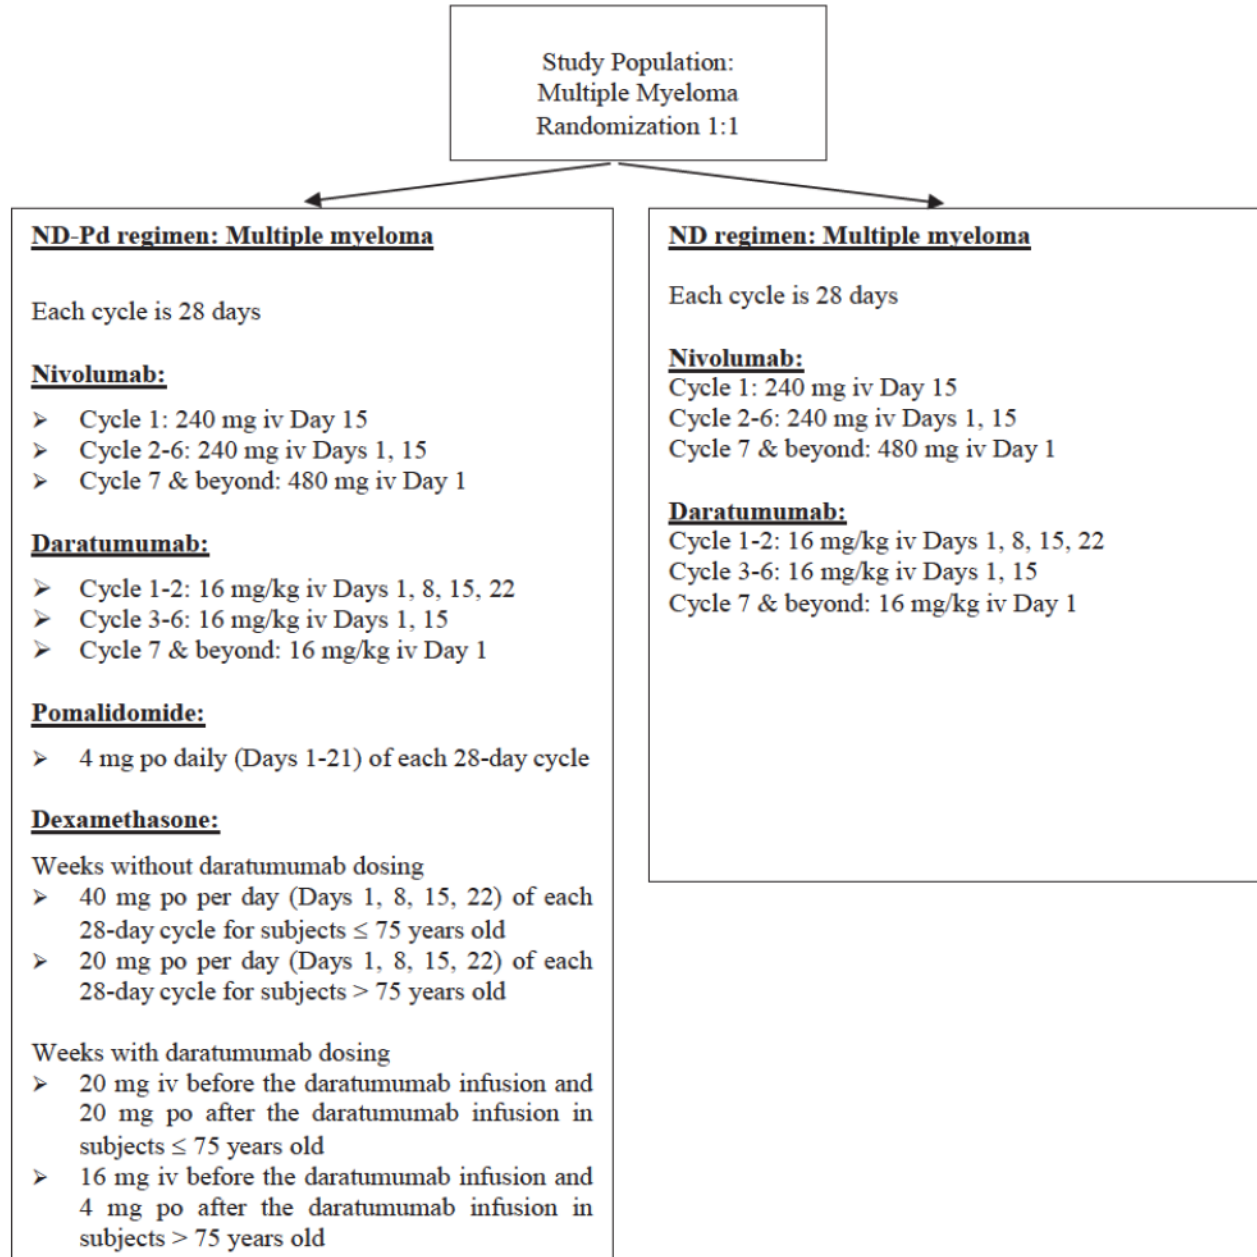 Study Population:
Multiple Myeloma
Randomization 1:1
ND-Pd regimen: Multiple myeloma
Each cycle is 28 days
Nivolumab:
➢ Cycle 1: 240 mg iv Day 15
➢ Cycle 2-6: 240 mg iv Days 1, 15
➢ Cycle 7 & beyond: 480 mg iv Day 1
Daratumumab:
➢ Cycle 1-2: 16 mg/kg iv Days 1, 8, 15, 22
➢ Cycle 3-6: 16 mg/kg iv Days 1, 15
➢ Cycle 7 & beyond: 16 mg/kg iv Day 1
Pomalidomide:
➢ 4 mg po daily (Days 1-21) of each 28-day cycle
Dexamethasone:
Weeks without daratumumab dosing
➢ 40 mg po per day (Days 1, 8, 15, 22) of each
28-day cycle for subjects ≤ 75 years old
➢ 20 mg po per day (Days 1, 8, 15, 22) of each
28-day cycle for subjects > 75 years old
Weeks with daratumumab dosing
➢ 20 mg iv before the daratumumab infusion and
20 mg po after the daratumumab infusion in
subjects ≤ 75 years old
➢ 16 mg iv before the daratumumab infusion and
4 mg po after the daratumumab infusion in
subjects > 75 years old
ND regimen: Multiple myeloma
Each cycle is 28 days
Nivolumab:
Cycle 1: 240 mg iv Day 15
Cycle 2-6: 240 mg iv Days 1, 15
Cycle 7 & beyond: 480 mg iv Day 1
Daratumumab:
Cycle 1-2: 16 mg/kg iv Days 1, 8, 15, 22
Cycle 3-6: 16 mg/kg iv Days 1, 15
Cycle 7 & beyond: 16 mg/kg iv Day 1